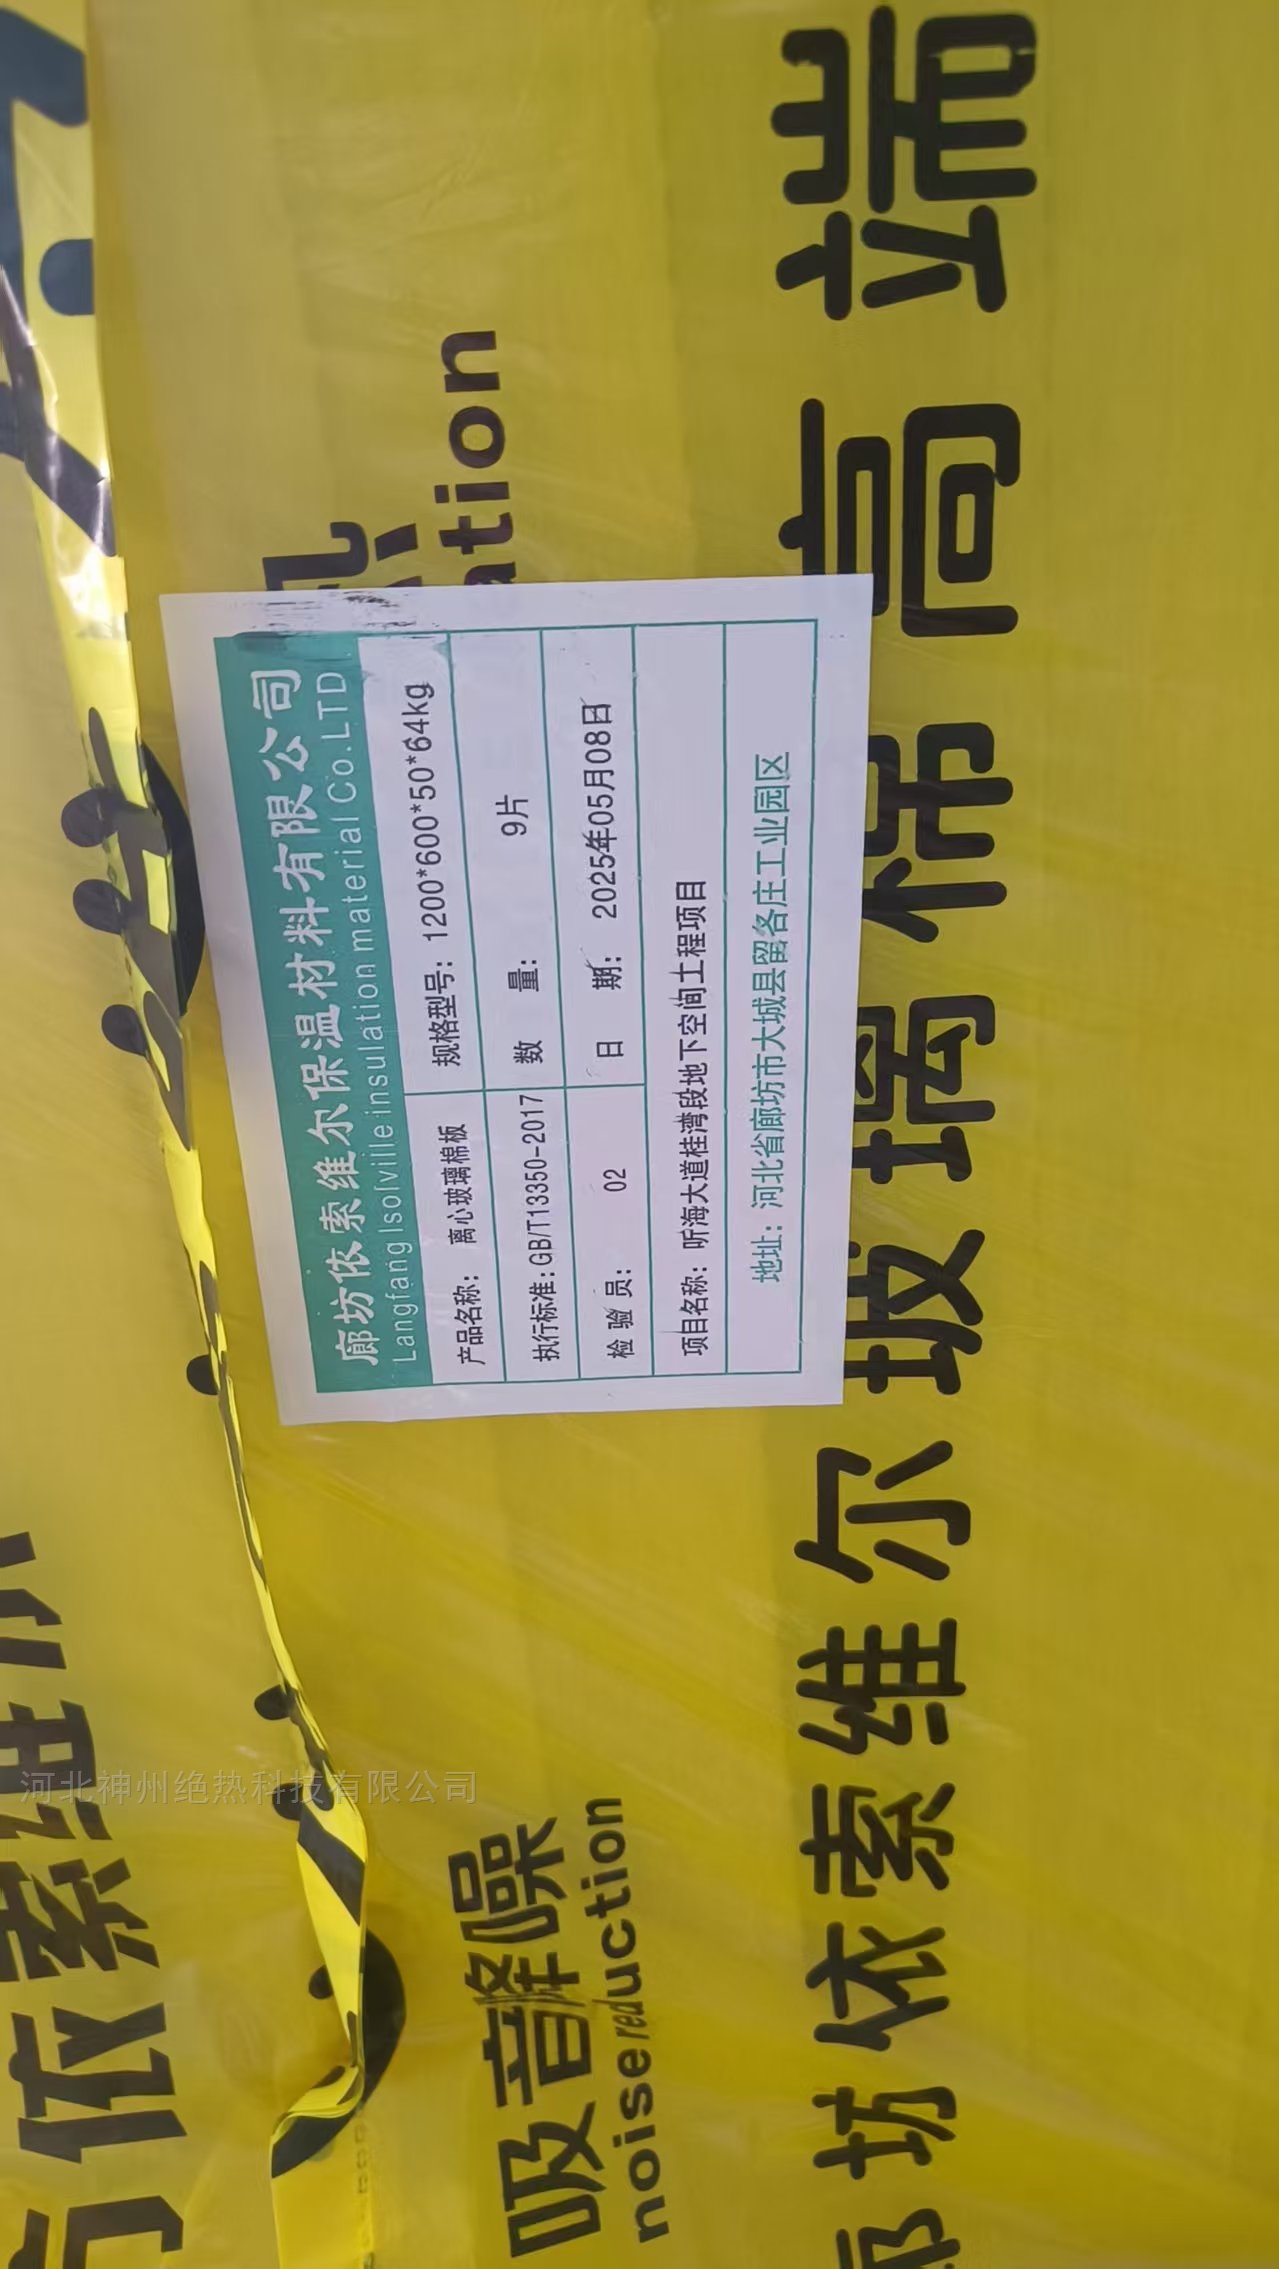 廊坊依索维尔保温材料有限公司
Langfang Isolville insulation material Co.LTD
产品名称： 离心玻璃棉板 规格型号：1200*600*50*64kg
执行标准：GB/T13350-2017 数 量： 9片
检 验 员： 02 日 期： 2025年05月08日
项目名称： 听海大道桂湾段地下空间土程项目
地址：河北省廊坊市大城县留各庄工业园区
ation
吸音降噪
noise reduction
坊依索维尔玻璃棉高端
依索维
河北神州绝热科技有限公司